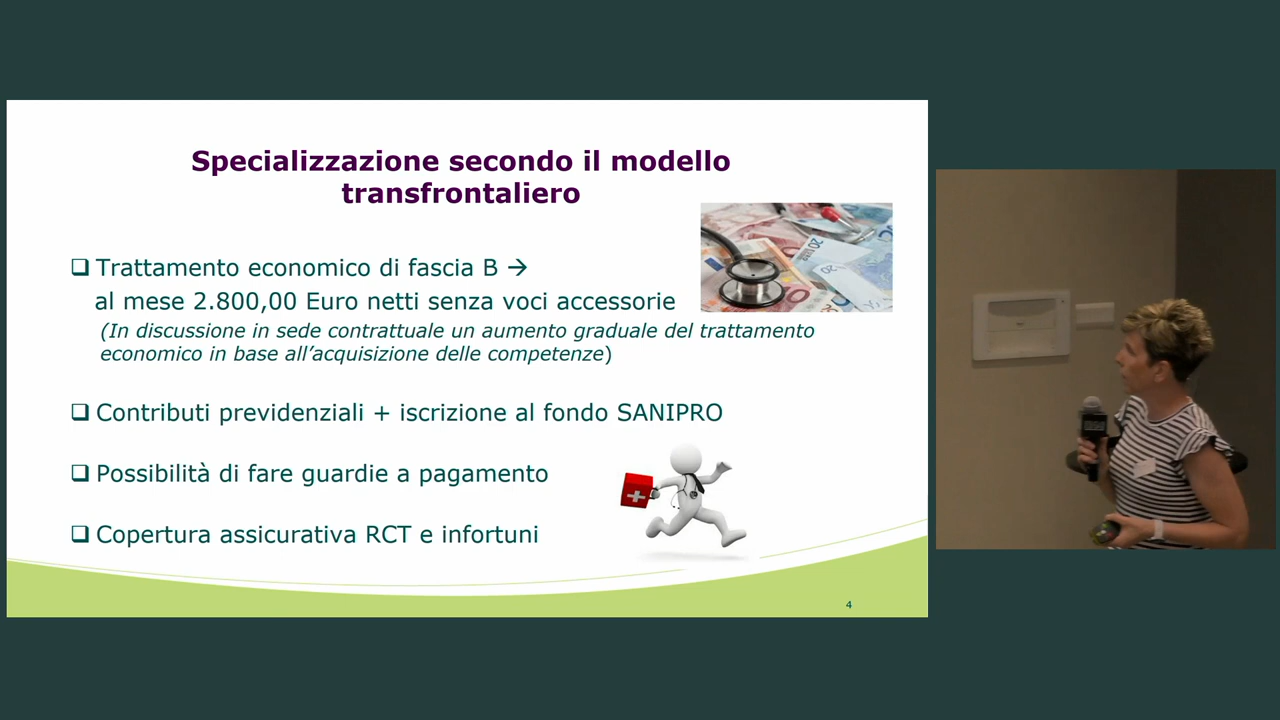 Specializzazione secondo il modello
transfrontaliero
Trattamento economico di fascia B →
al mese 2.800,00 Euro netti senza voci accessorie
(In discussione in sede contrattuale un aumento graduale del trattamento
economico in base all’acquisizione delle competenze)
Contributi previdenziali + iscrizione al fondo SANIPRO
Possibilità di fare guardie a pagamento
Copertura assicurativa RCT e infortuni
4